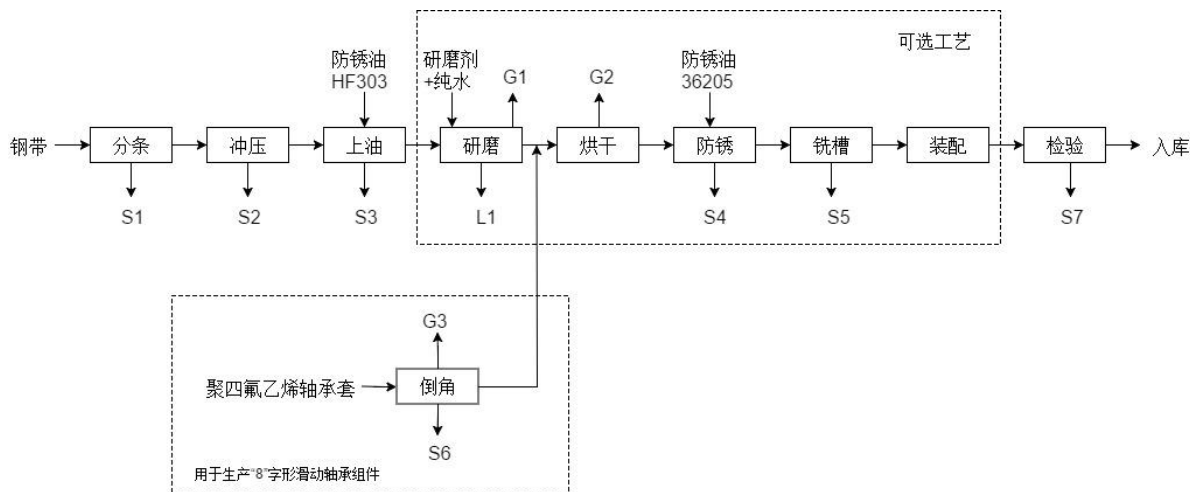 可选工艺
防锈油
HF303
研磨剂
+纯水
G1
G2
防锈油
36205
钢带
分条
冲压
上油
研磨
烘干
防锈
铣槽
装配
检验
入库
S1
S2
S3
L1
S4
S5
S7
G3
聚四氟乙烯轴承套
倒角
S6
用于生产“8”字形滑动轴承组件